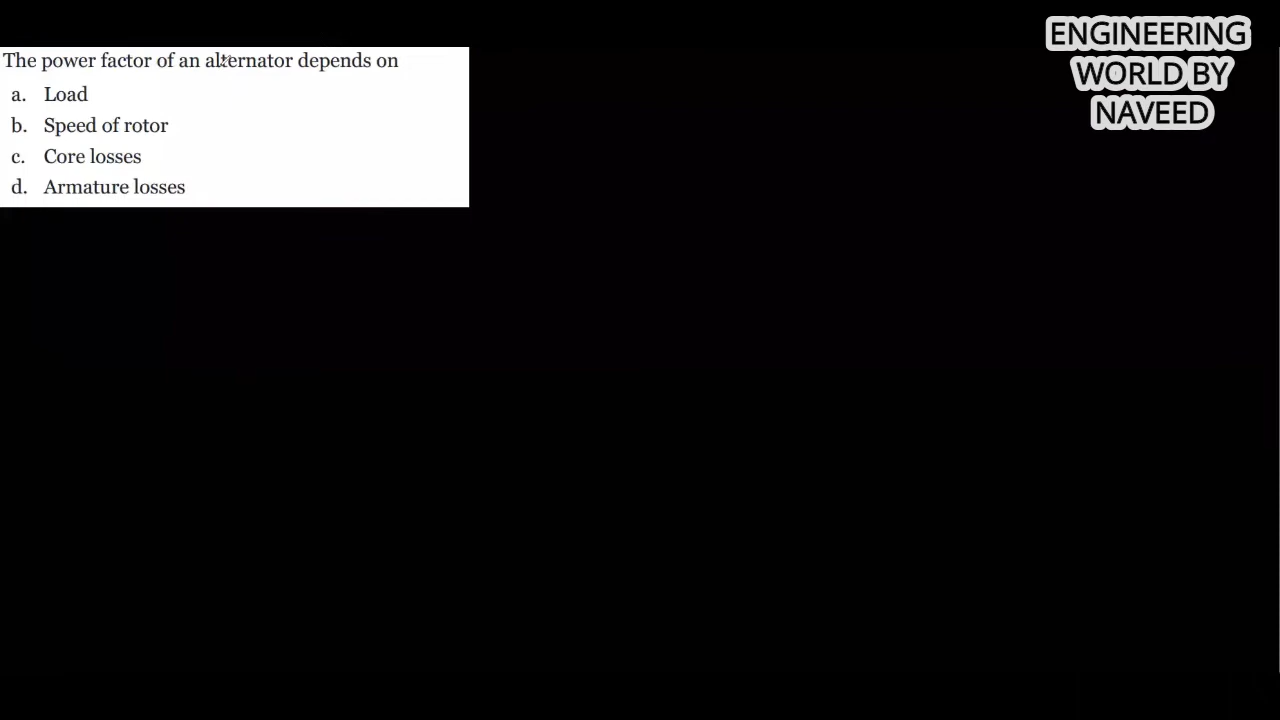 The power factor of an alternator depends on
a. Load
b. Speed of rotor
c. Core losses
d. Armature losses
ENGINEERING
WORLD BY
NAVEED